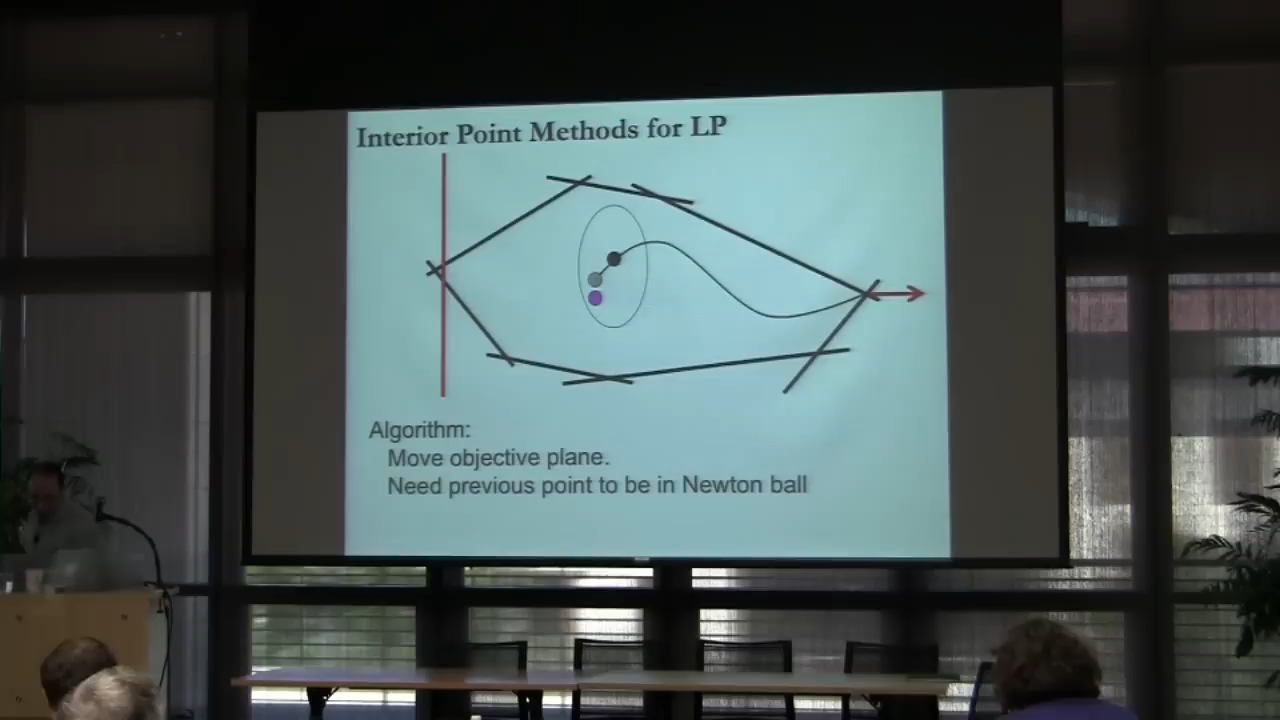 Interior Point Methods for LP
Algorithm:
Move objective plane.
Need previous point to be in Newton ball